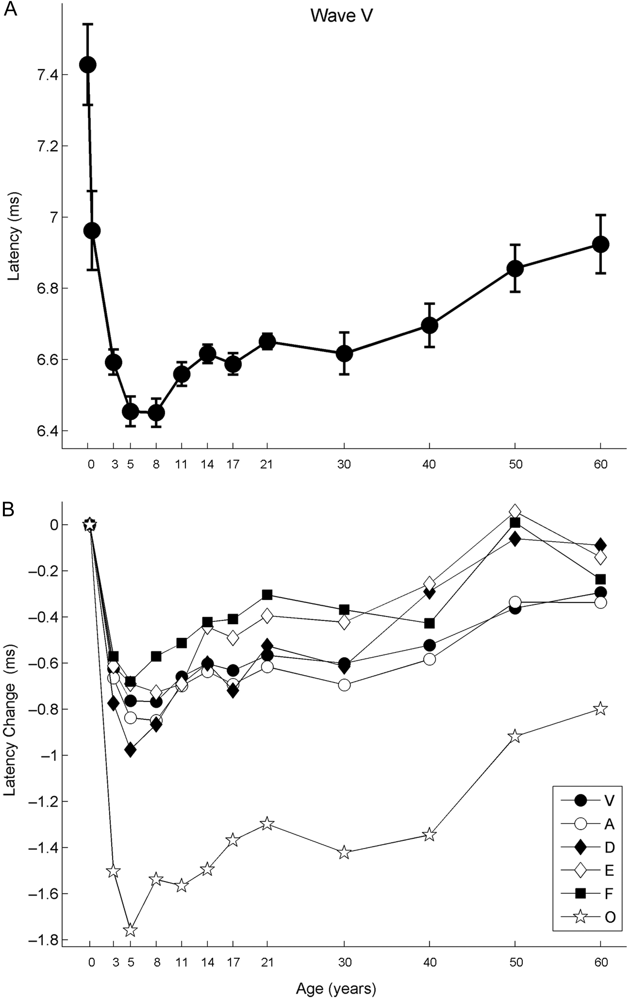 A
Wave V
7.4
7.2
7
6.8
6.6
6.4
Latency (ms)
0 3 5 8 11 14 17 21 30 40 50 60
B
0
−0.2
−0.4
−0.6
−0.8
−1
−1.2
−1.4
−1.6
−1.8
Latency Change (ms)
V
A
D
E
F
O
0 3 5 8 11 14 17 21 30 40 50 60
Age (years)